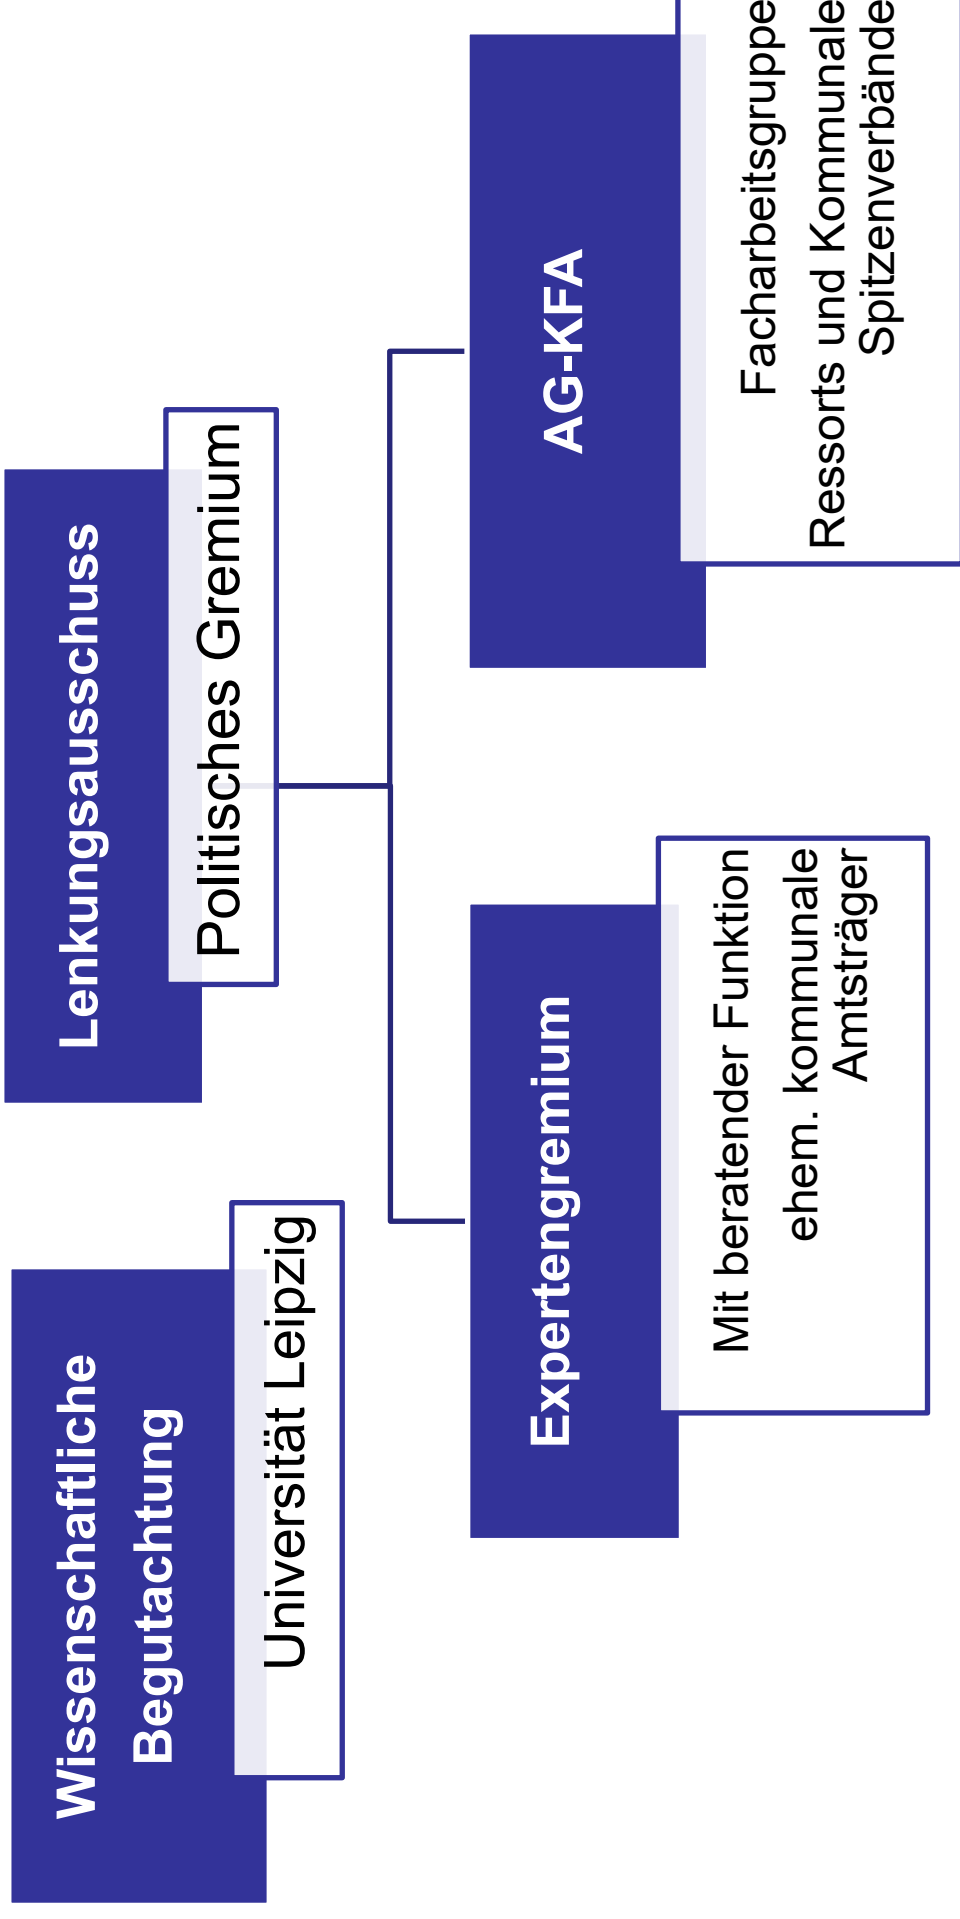 Wissenschaftliche
Begutachtung
Universität Leipzig
Lenkungsausschuss
Politisches Gremium
Expertengremium
Mit beratender Funktion
ehem. kommunale
Amtsträger
AG-KFA
Facharbeitsgruppe
Ressorts und Kommunale
Spitzenverbände